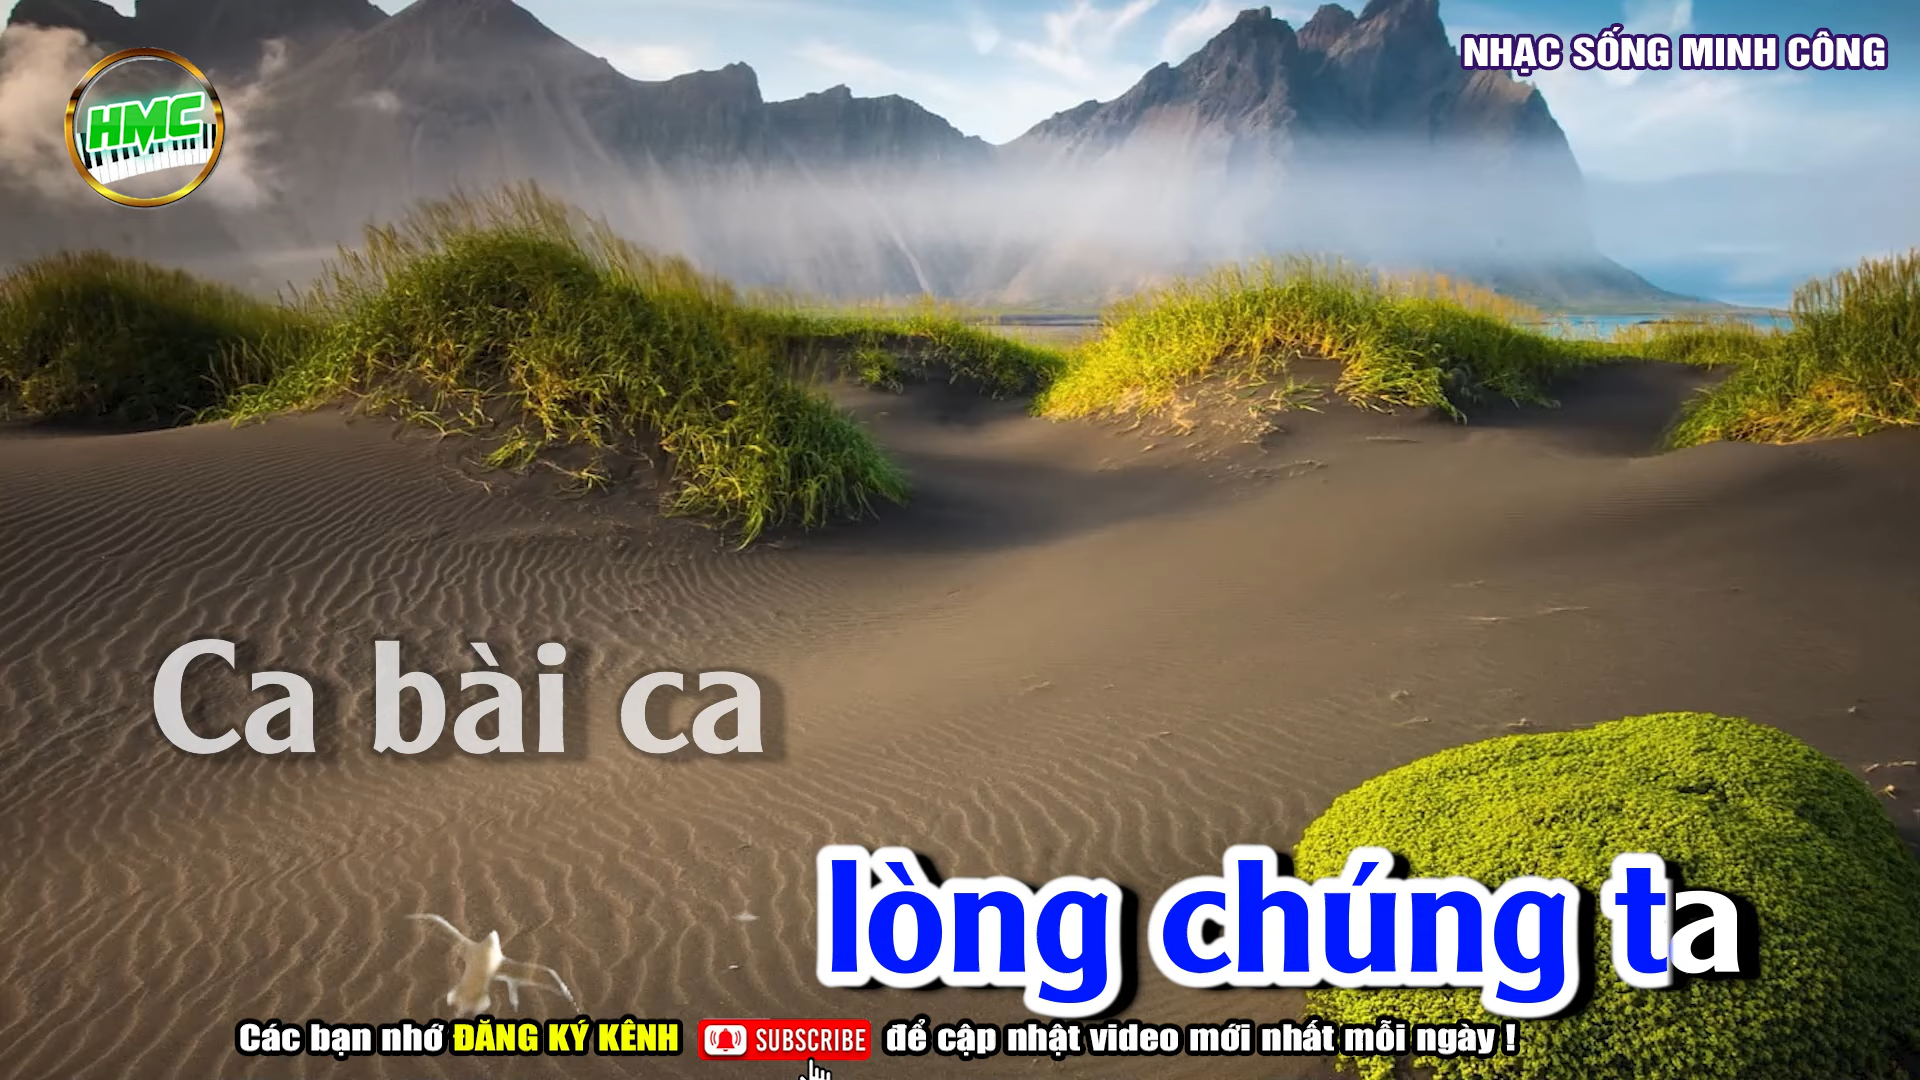 NHẠC SỐNG MINH CÔNG
HMC
Ca bài ca
lòng chúng ta
Các bạn nhớ ĐĂNG KÝ KÊNH SUBSCRIBE để cập nhật video mới nhất mỗi ngày !